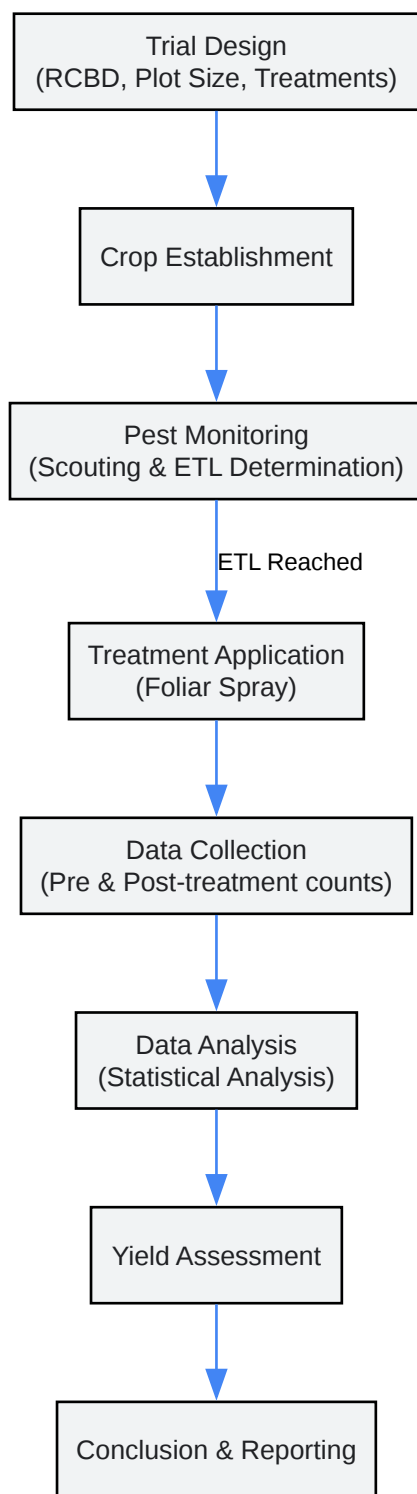 Trial Design
(RCBD, Plot Size, Treatments)
Crop Establishment
Pest Monitoring
(Scouting & ETL Determination)
ETL Reached
Treatment Application
(Foliar Spray)
Data Collection
(Pre & Post-treatment counts)
Data Analysis
(Statistical Analysis)
Yield Assessment
Conclusion & Reporting